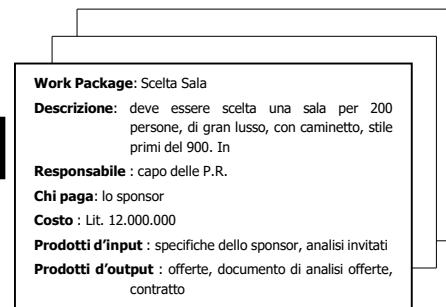 Work Package: Scelta Sala
Descrizione: deve essere scelta una sala per 200
persone, di gran lusso, con caminetto, stile
primi del 900. In
Responsabile : capo delle P.R.
Chi paga: lo sponsor
Costo : Lit. 12.000.000
Prodotti d'input : specifiche dello sponsor, analisi invitati
Prodotti d'output : offerte, documento di analisi offerte,
contratto